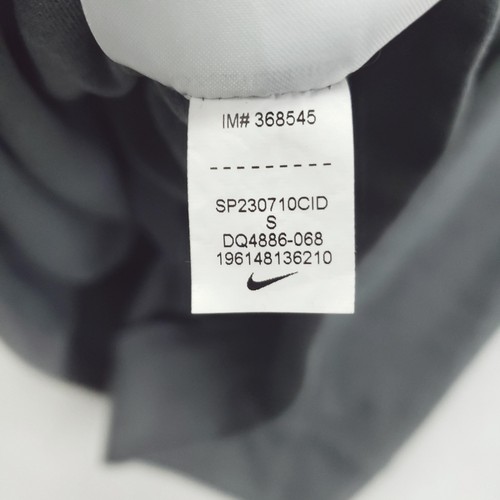 IM# 368545
---------
SP230710CID
S
DQ4886-068
196148136210